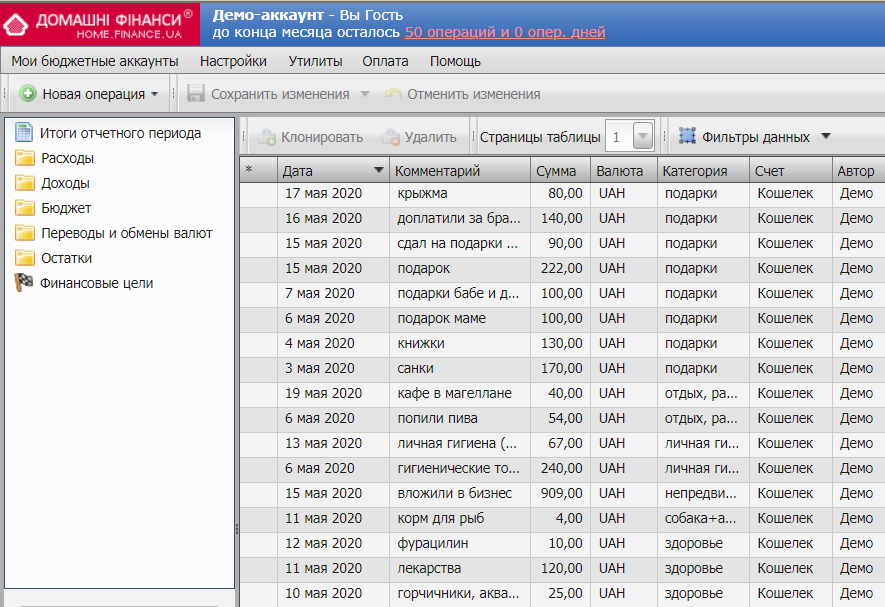 ДОМАШНІ ФІНАНСИ®
HOME.FINANCE.UA
Демо-аккаунт - Вы Гость
до конца месяца осталось 50 операций и 0 опер. дней
Мои бюджетные аккаунты Настройки Утилиты Оплата Помощь
Новая операция Сохранить изменения Отменить изменения
Итоги отчетного периода
Расходы
Доходы
Бюджет
Переводы и обмены валют
Остатки
Финансовые цели
Клонировать Удалить Страницы таблицы 1 Фильтры данных
* Дата Комментарий Сумма Валюта Категория Счет Автор
17 мая 2020 крыжма 80,00 UAH подарки Кошелек Демо
16 мая 2020 доплатили за бра... 140,00 UAH подарки Кошелек Демо
15 мая 2020 сдал на подарки ... 90,00 UAH подарки Кошелек Демо
15 мая 2020 подарок 222,00 UAH подарки Кошелек Демо
7 мая 2020 подарки бабе и д... 100,00 UAH подарки Кошелек Демо
6 мая 2020 подарок маме 100,00 UAH подарки Кошелек Демо
4 мая 2020 книжки 130,00 UAH подарки Кошелек Демо
3 мая 2020 санки 170,00 UAH подарки Кошелек Демо
19 мая 2020 кафе в магеллане 40,00 UAH отдых, ра... Кошелек Демо
6 мая 2020 попили пива 54,00 UAH отдых, ра... Кошелек Демо
13 мая 2020 личная гигиена (... 67,00 UAH личная ги... Кошелек Демо
6 мая 2020 гигиенические то... 240,00 UAH личная ги... Кошелек Демо
15 мая 2020 вложили в бизнес 909,00 UAH непредви... Кошелек Демо
11 мая 2020 корм для рыб 4,00 UAH собака+а... Кошелек Демо
12 мая 2020 фурацилин 10,00 UAH здоровье Кошелек Демо
11 мая 2020 лекарства 120,00 UAH здоровье Кошелек Демо
10 мая 2020 горчичники, аква... 25,00 UAH здоровье Кошелек Демо